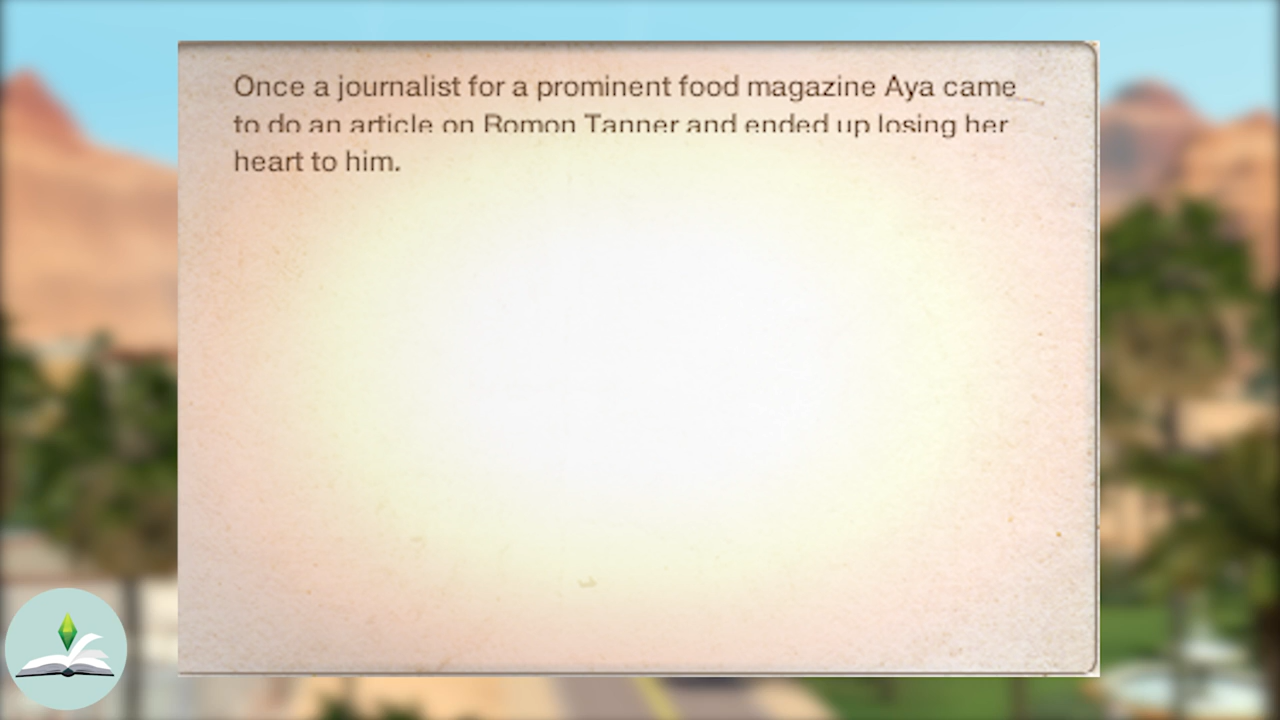 Once a journalist for a prominent food magazine Aya came
to do an article on Romon Tanner and ended up losing her
heart to him.